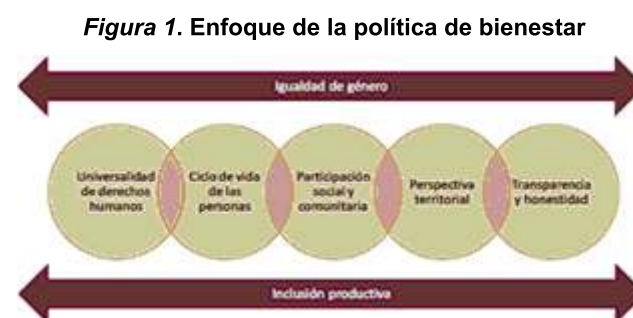 Figura 1. Enfoque de la política de bienestar
Igualdad de género
Universalidad
de derechos
humanos
Ciclo de vida
de las
personas
Participación
social y
comunitaria
Perspectiva
territorial
Transparencia
y honestidad
Inclusión productiva